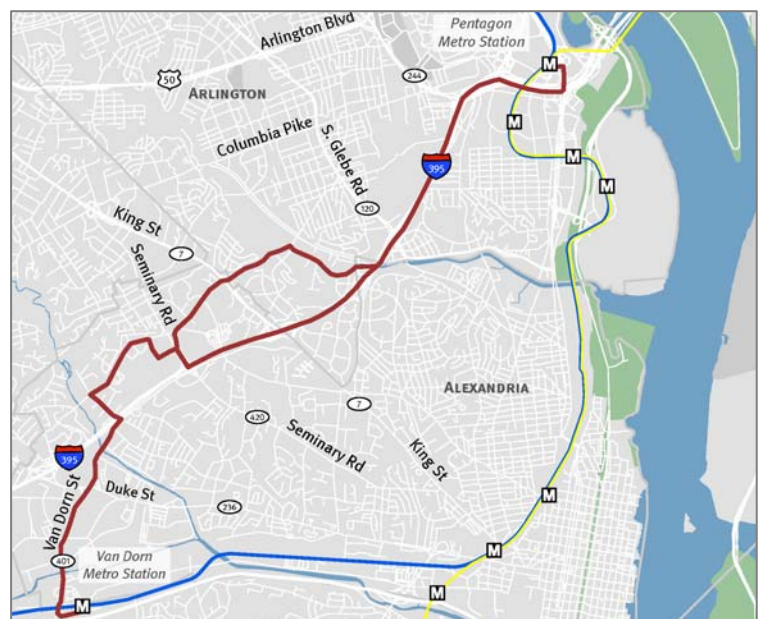 Pentagon
Metro Station
Arlington Blvd
50
244
ARLINGTON
Columbia Pike
S. Glebe Rd
395
120
King St
7
Seminary Rd
ALEXANDRIA
7
420
Seminary Rd
King St
395
Van Dorn St
Duke St
236
Van Dorn
Metro Station
401
M
M
M
M
M
M
M
M